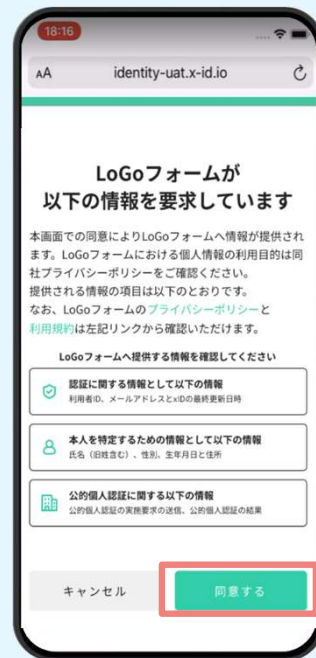 18:16
AA identity-uat.x-id.io
LoGoフォームが
以下の情報を要求しています
本画面での同意によりLoGoフォームへ情報が提供され
ます。LoGoフォームにおける個人情報の利用目的は同
社プライバシーポリシーをご確認ください。
提供される情報の項目は以下のとおりです。
なお、LoGoフォームのプライバシーポリシーと
利用規約は左記リンクから確認いただけます。
LoGoフォームへ提供する情報を確認してください
認証に関する情報として以下の情報
利用者ID、メールアドレスとxIDの最終更新日時
本人を特定するための情報として以下の情報
氏名（旧姓含む）、性別、生年月日と住所
公的個人認証に関する以下の情報
公的個人認証の実施要求の送信、公的個人認証の結果
キャンセル 同意する